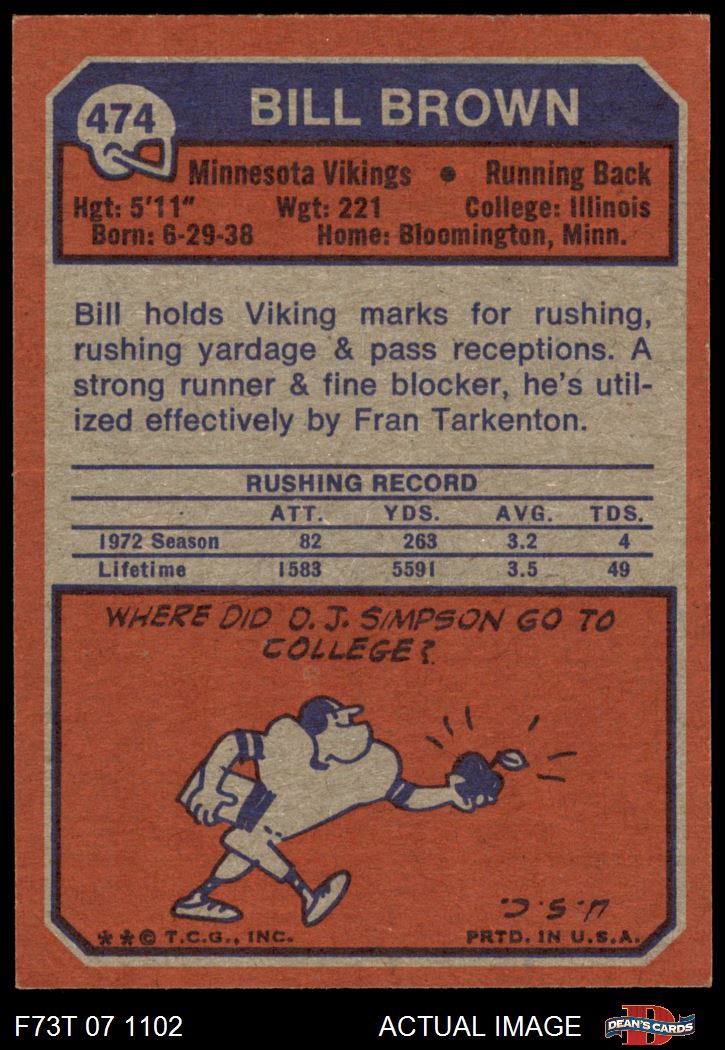 474
BILL BROWN
Minnesota Vikings • Running Back
Hgt: 5'11" Wgt: 221 College: Illinois
Born: 6-29-38 Home: Bloomington, Minn.
Bill holds Viking marks for rushing,
rushing yardage & pass receptions. A
strong runner & fine blocker, he's util-
ized effectively by Fran Tarkenton.
RUSHING RECORD
ATT. YDS. AVG. TDS.
1972 Season 82 263 3.2 4
Lifetime 1583 5591 3.5 49
WHERE DID O.J. SIMPSON GO TO
COLLEGE?
U.S.C.
**© T.C.G., INC. PRTD. IN U.S.A.
F73T 07 1102 ACTUAL IMAGE
DEAN'S CARDS